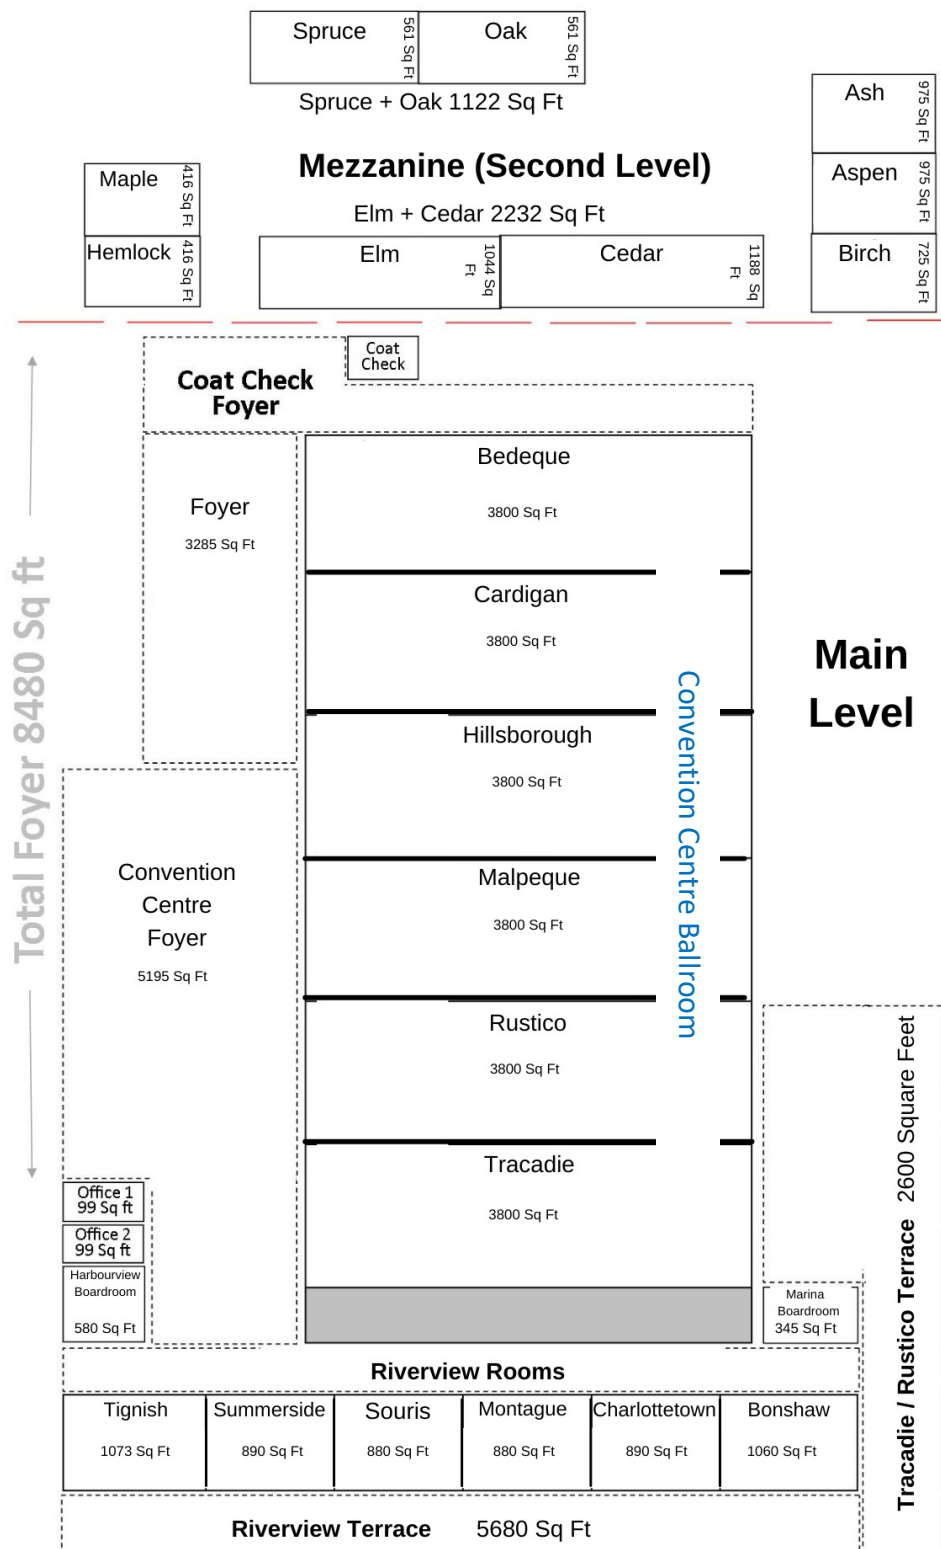 Spruce
561 Sq Ft
Oak
561 Sq Ft
Spruce + Oak 1122 Sq Ft
Ash
975 Sq Ft
Aspen
975 Sq Ft
Birch
725 Sq Ft
Mezzanine (Second Level)
Maple
416 Sq Ft
Hemlock
416 Sq Ft
Elm + Cedar 2232 Sq Ft
Elm
1044 Sq
Ft
Cedar
1188 Sq
Ft
Coat
Check
Coat Check
Foyer
Total Foyer 8480 Sq ft
Foyer
3285 Sq Ft
Bedeque
3800 Sq Ft
Cardigan
3800 Sq Ft
Hillsborough
3800 Sq Ft
Malpeque
3800 Sq Ft
Rustico
3800 Sq Ft
Tracadie
3800 Sq Ft
Convention Centre Ballroom
Main
Level
Convention
Centre
Foyer
5195 Sq Ft
Office 1
99 Sq ft
Office 2
99 Sq ft
Harbourview
Boardroom
580 Sq Ft
Marina
Boardroom
345 Sq Ft
Tracadie / Rustico Terrace 2600 Square Feet
Riverview Rooms
Tignish
1073 Sq Ft
Summerside
890 Sq Ft
Souris
880 Sq Ft
Montague
880 Sq Ft
Charlottetown
890 Sq Ft
Bonshaw
1060 Sq Ft
Riverview Terrace 5680 Sq Ft